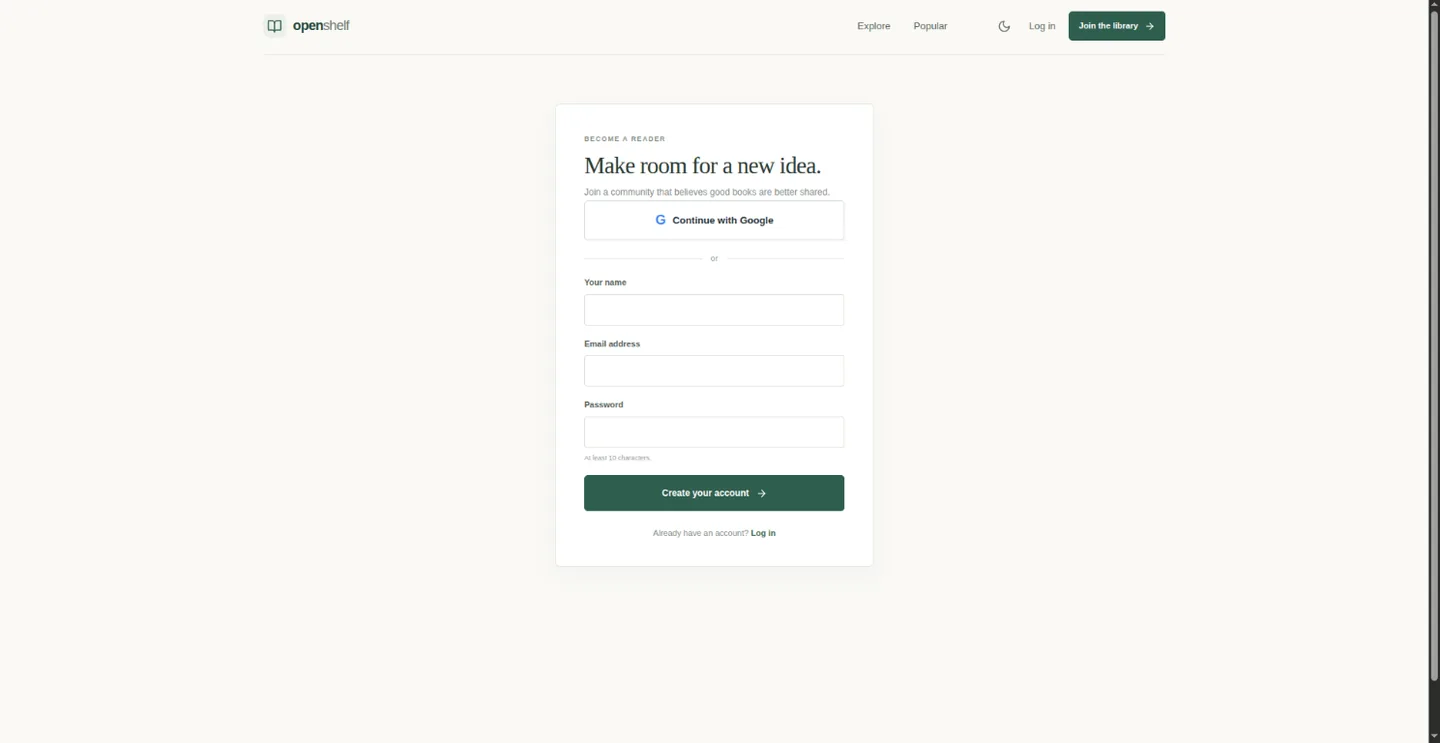 openshelf
Explore
Popular
Log in
Join the library
BECOME A READER
Make room for a new idea.
Join a community that believes good books are better shared.
G Continue with Google
or
Your name
Email address
Password
At least 10 characters.
Create your account
Already have an account? Log in